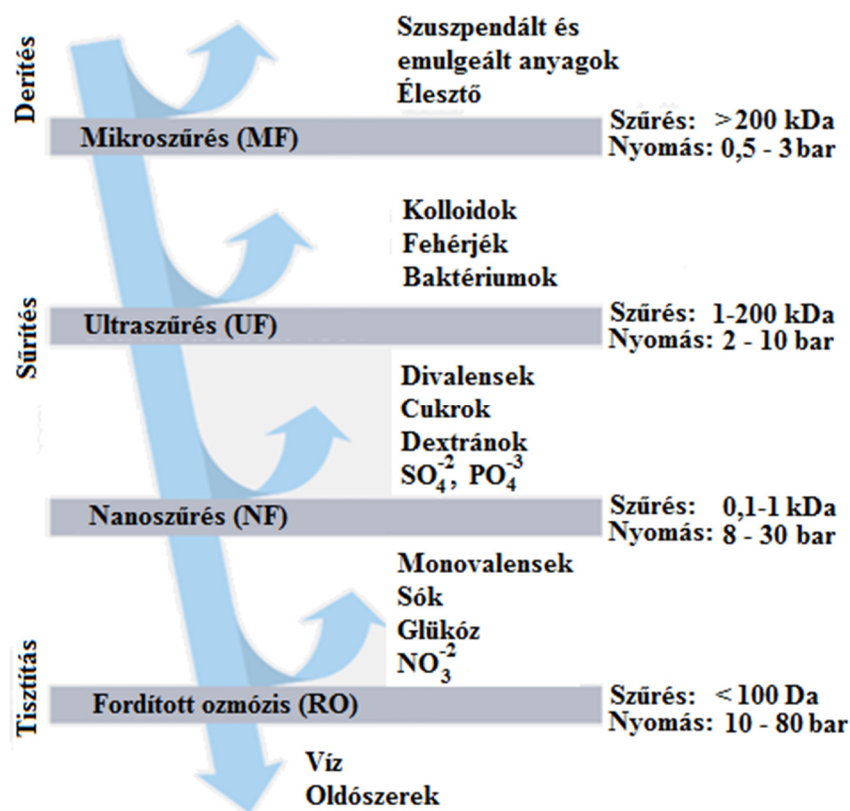 Derítés
Szuszpendált és
emulgeált anyagok
Élesztő
Mikroszűrés (MF)
Szűrés: >200 kDa
Nyomás: 0,5 - 3 bar
Sűrítés
Kolloidok
Fehérjék
Baktériumok
Ultraszűrés (UF)
Szűrés: 1-200 kDa
Nyomás: 2 - 10 bar
Divalensek
Cukrok
Dextránok
SO₄⁻², PO₄⁻³
Nanoszűrés (NF)
Szűrés: 0,1-1 kDa
Nyomás: 8 - 30 bar
Tisztítás
Monovalensek
Sók
Glükóz
NO₃⁻²
Fordított ozmózis (RO)
Szűrés: <100 Da
Nyomás: 10 - 80 bar
Víz
Oldószerek